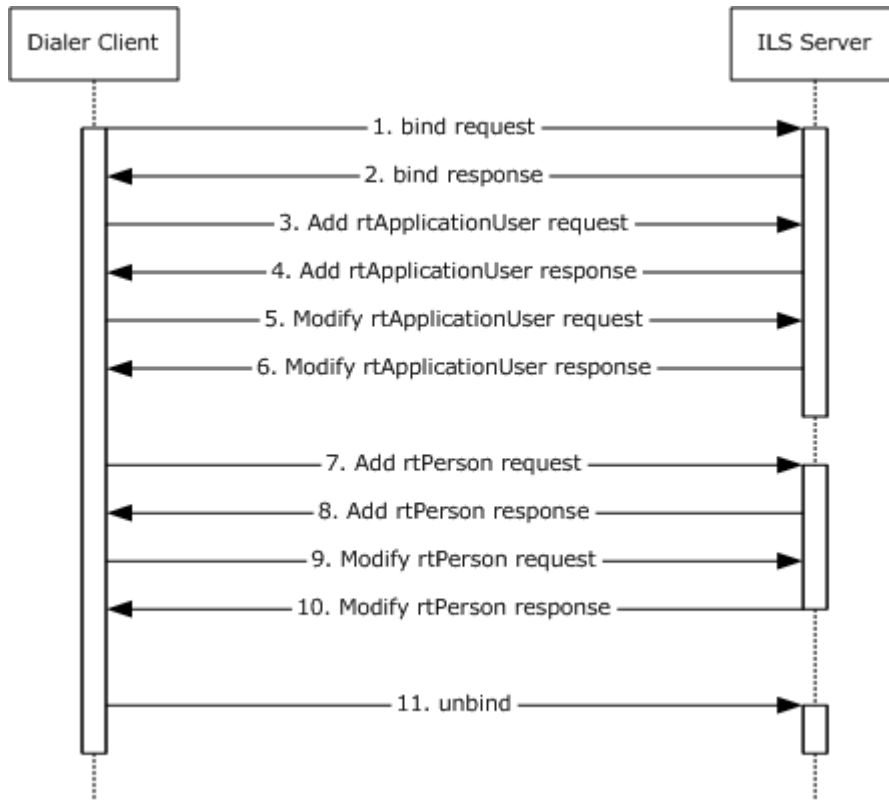 Dialer Client
ILS Server
1. bind request
2. bind response
3. Add rtApplicationUser request
4. Add rtApplicationUser response
5. Modify rtApplicationUser request
6. Modify rtApplicationUser response
7. Add rtPerson request
8. Add rtPerson response
9. Modify rtPerson request
10. Modify rtPerson response
11. unbind